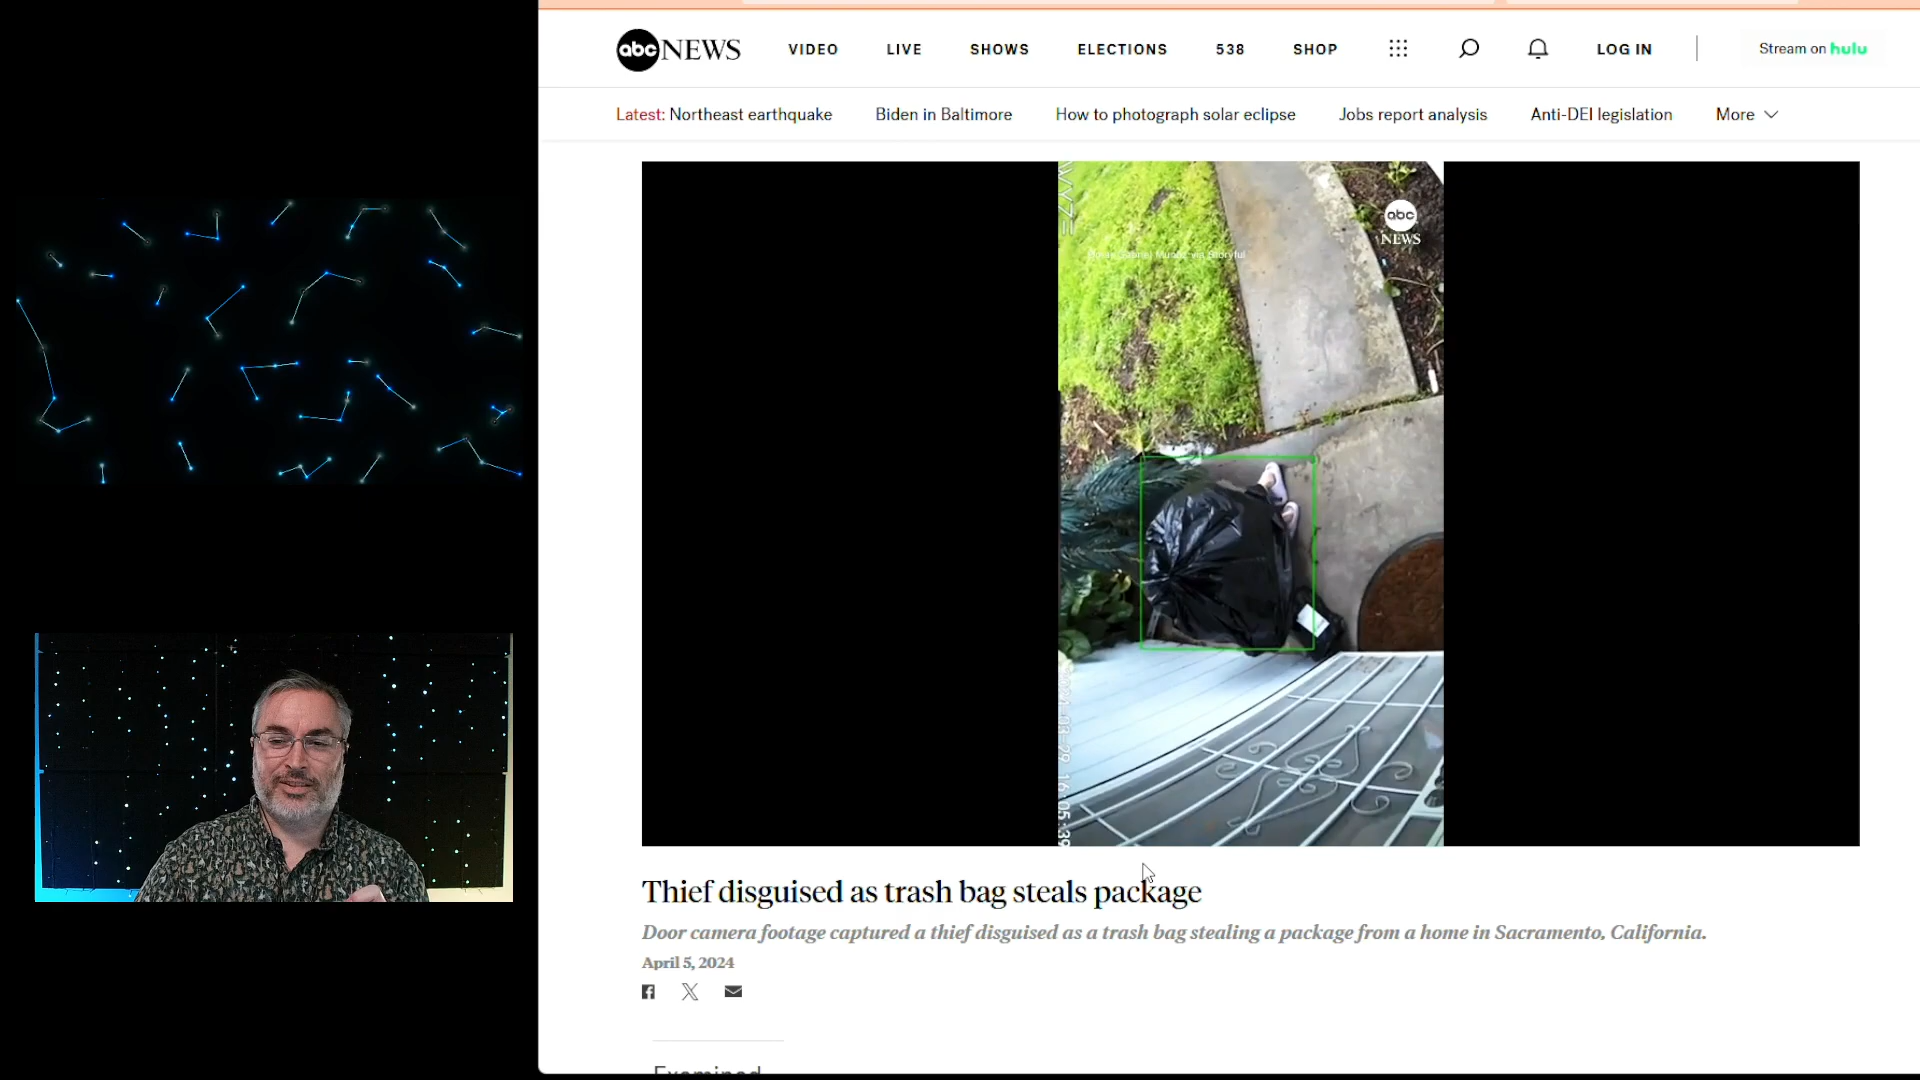 abc NEWS
VIDEO
LIVE
SHOWS
ELECTIONS
538
SHOP
LOG IN
Stream on hulu
Latest: Northeast earthquake
Biden in Baltimore
How to photograph solar eclipse
Jobs report analysis
Anti-DEI legislation
More
abc
NEWS
via Storyful
Thief disguised as trash bag steals package
Door camera footage captured a thief disguised as a trash bag stealing a package from a home in Sacramento, California.
April 5, 2024
Examined